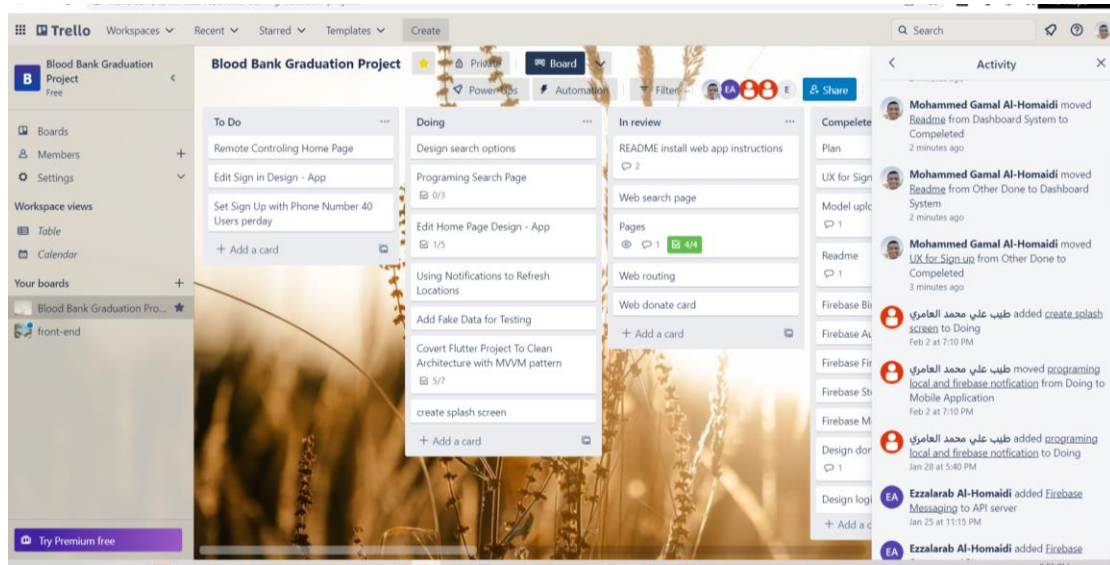 Trello
Workspaces
Recent
Starred
Templates
Create
Search
B
Blood Bank Graduation
Project
Free
Boards
Members
Settings
Workspace views
Table
Calendar
Your boards
Blood Bank Graduation Pro...
front-end
Try Premium free
Blood Bank Graduation Project
Private
Board
Power-Ups
Automation
Filter
EA
E
Share
To Do
Remote Controling Home Page
Edit Sign in Design - App
Set Sign Up with Phone Number 40
Users perday
+ Add a card
Doing
Design search options
Programing Search Page
0/3
Edit Home Page Design - App
1/5
Using Notifications to Refresh
Locations
Add Fake Data for Testing
Covert Flutter Project To Clean
Architecture with MVVM pattern
5/7
create splash screen
+ Add a card
In review
README install web app instructions
2
Web search page
Pages
1
4/4
Web routing
Web donate card
+ Add a card
Compelete
Plan
UX for Sign
Model uplo
1
Readme
1
Firebase Bi
Firebase Au
Firebase Fir
Firebase Sto
Firebase M
Design dor
1
Design logi
+ Add a c
Activity
Mohammed Gamal Al-Homaidi moved
Readme from Dashboard System to
Compeleted
2 minutes ago
Mohammed Gamal Al-Homaidi moved
Readme from Other Done to Dashboard
System
2 minutes ago
Mohammed Gamal Al-Homaidi moved
UX for Sign up from Other Done to
Compeleted
3 minutes ago
طيب علي محمد العامري added create splash
screen to Doing
Feb 2 at 7:10 PM
طيب علي محمد العامري moved programing
local and firebase notfication from Doing to
Mobile Application
Feb 2 at 7:10 PM
طيب علي محمد العامري added programing
local and firebase notfication to Doing
Jan 28 at 5:40 PM
EA
Ezzalarab Al-Homaidi added Firebase
Messaging to API server
Jan 25 at 11:15 PM
EA
Ezzalarab Al-Homaidi added Firebase